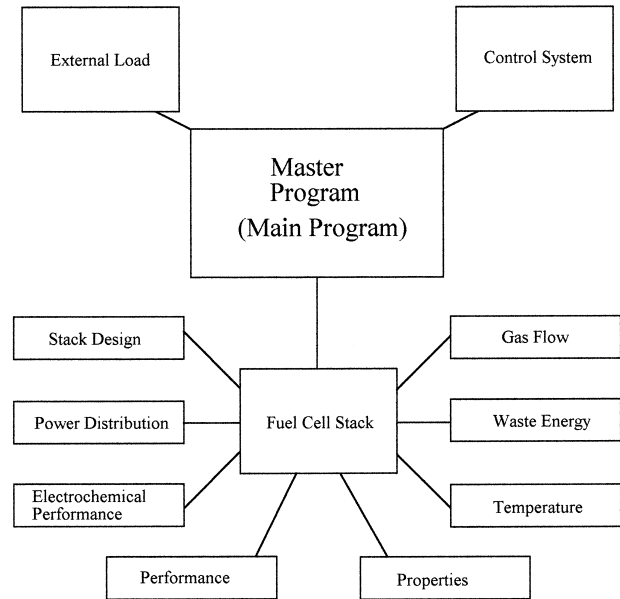 External Load
Control System
Master
Program
(Main Program)
Stack Design
Gas Flow
Power Distribution
Fuel Cell Stack
Waste Energy
Electrochemical
Performance
Temperature
Performance
Properties